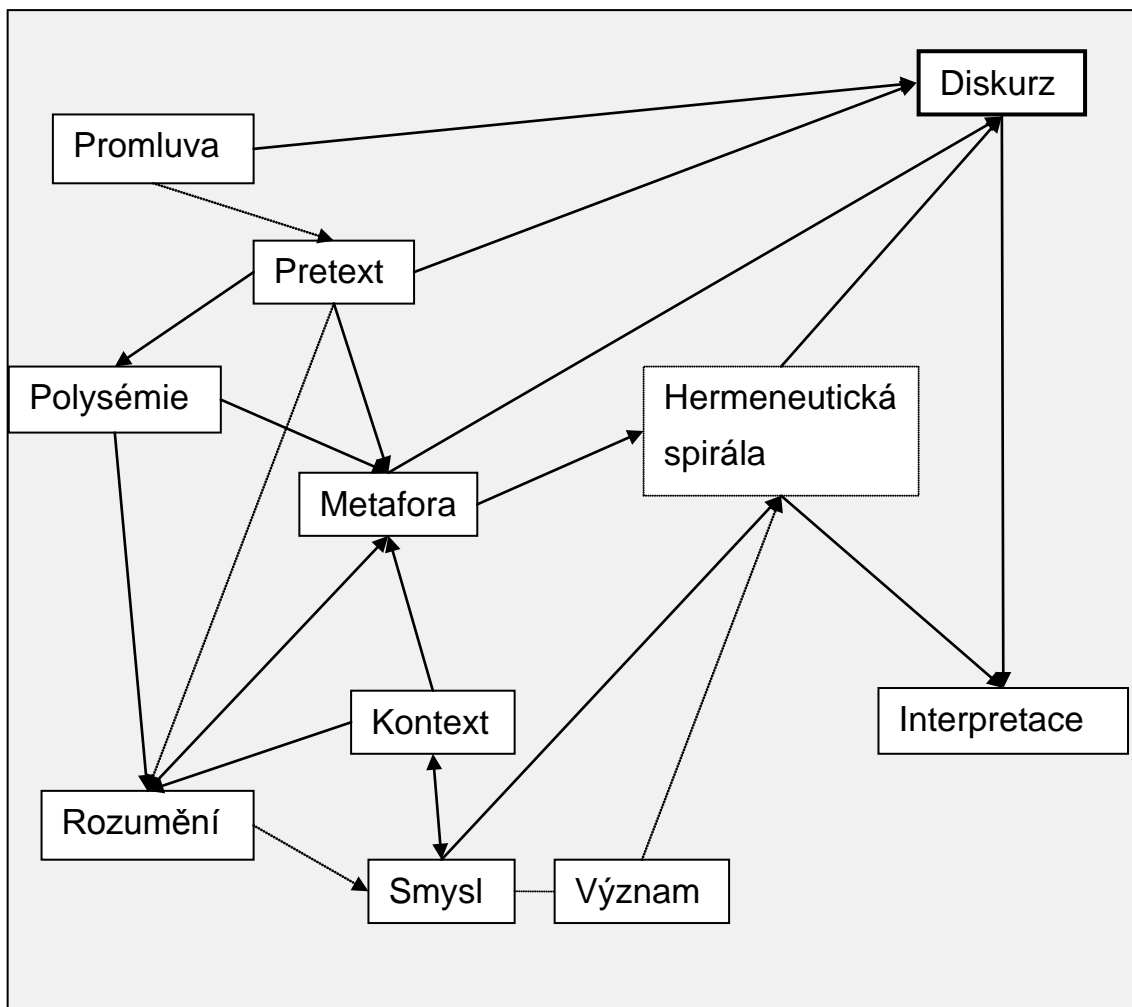 Diskurz
Promluva
Pretext
Polysémie
Hermeneutická
spirála
Metafora
Kontext
Interpretace
Rozumění
Smysl
Význam